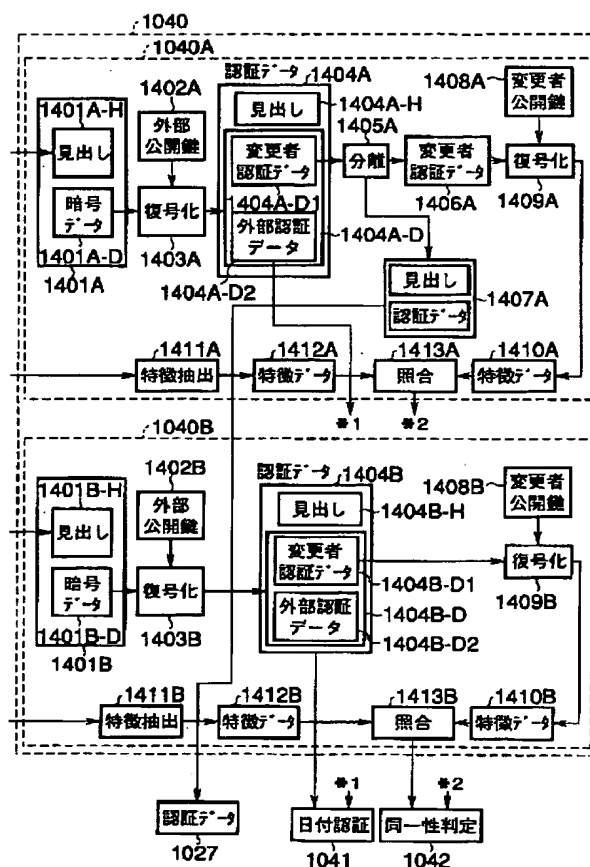 1040
1040A
1401A-H
見出し
暗号データ
1401A-D
1401A
1402A
外部
公開鍵
復号化
1403A
認証データ
1404A
見出し
1404A-H
変更者
認証データ
1404A-D1
外部認証
データ
1404A-D
1404A-D2
1405A
分離
変更者
認証データ
1406A
1408A
変更者
公開鍵
復号化
1409A
見出し
認証データ
1407A
1411A
特徴抽出
1412A
特徴データ
1413A
照合
1410A
特徴データ
*1
*2
1040B
1401B-H
見出し
暗号データ
1401B-D
1401B
1402B
外部
公開鍵
復号化
1403B
認証データ
1404B
見出し
1404B-H
変更者
認証データ
1404B-D1
外部認証
データ
1404B-D
1404B-D2
1408B
変更者
公開鍵
復号化
1409B
1411B
特徴抽出
1412B
特徴データ
1413B
照合
1410B
特徴データ
認証データ
1027
*1
日付認証
1041
*2
同一性判定
1042